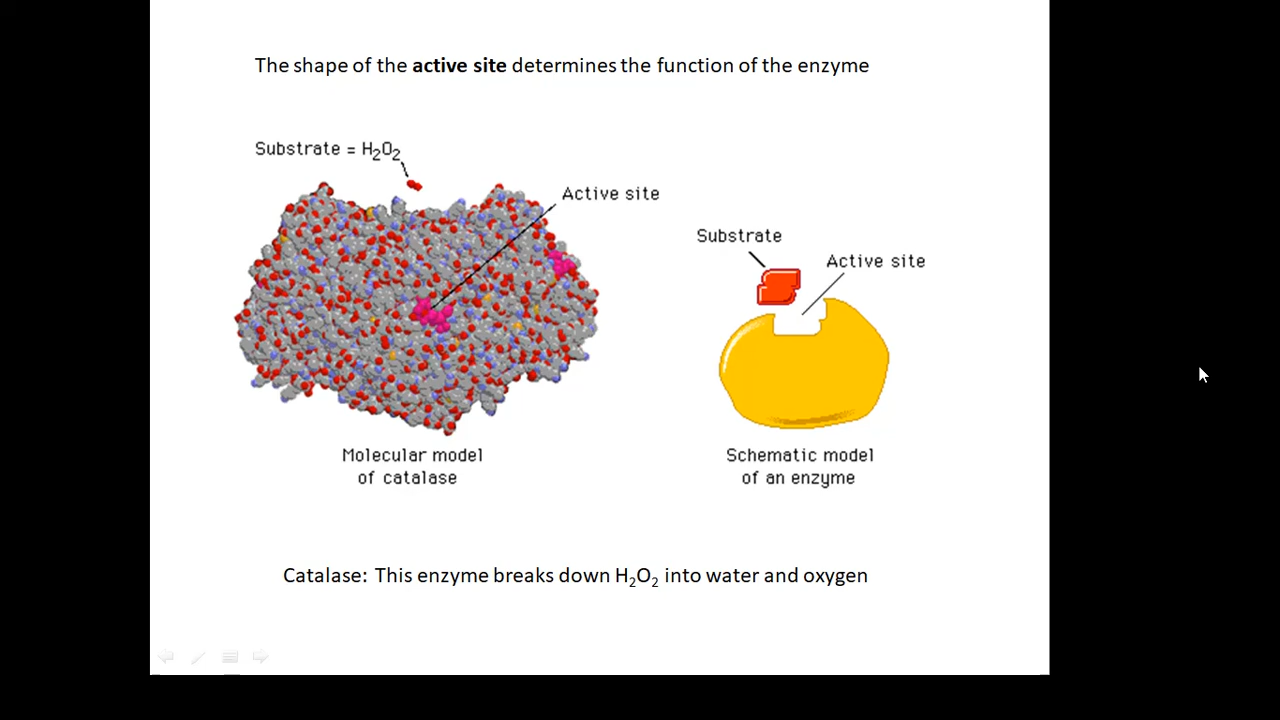 The shape of the active site determines the function of the enzyme
Substrate = H₂O₂
Active site
Substrate
Active site
Molecular model
of catalase
Schematic model
of an enzyme
Catalase: This enzyme breaks down H₂O₂ into water and oxygen